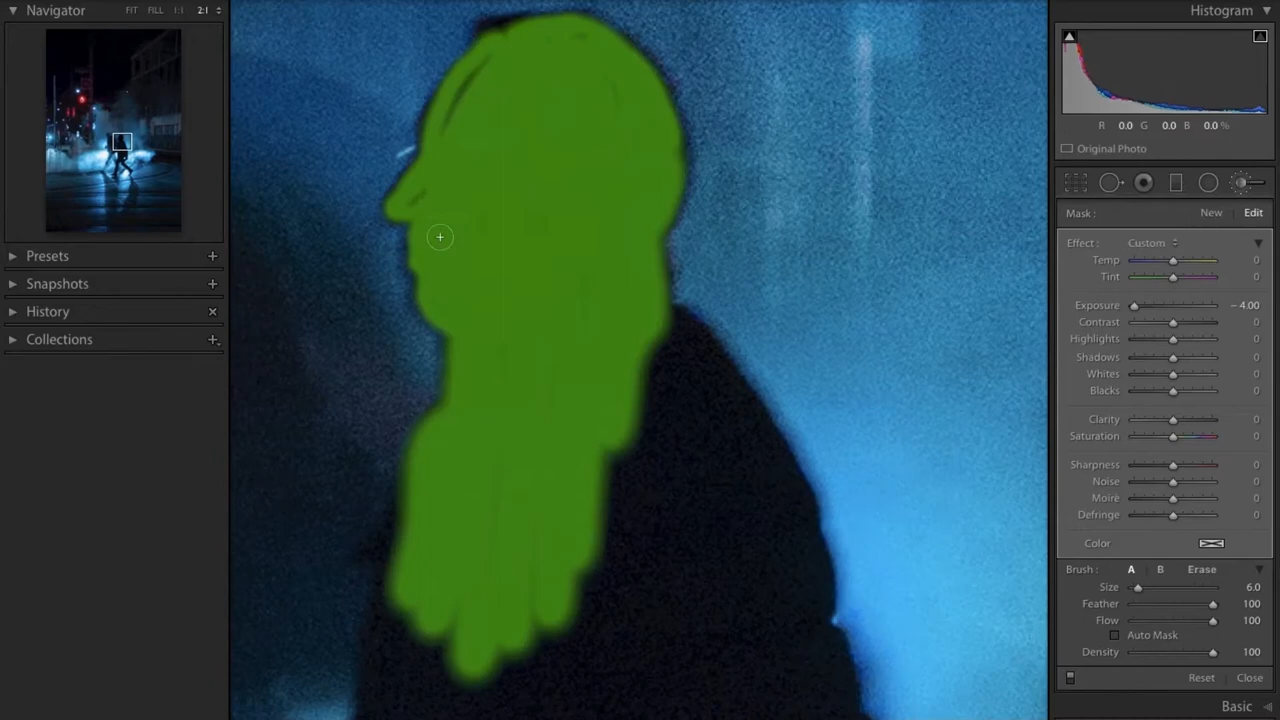 Navigator FIT FILL 1:1 2:1
Presets
Snapshots
History
Collections
Histogram
R 0.0 G 0.0 B 0.0 %
Original Photo
Mask : New Edit
Effect : Custom
Temp 0
Tint 0
Exposure – 4.00
Contrast 0
Highlights 0
Shadows 0
Whites 0
Blacks 0
Clarity 0
Saturation 0
Sharpness 0
Noise 0
Moire 0
Defringe 0
Color
Brush : A B Erase
Size 6.0
Feather 100
Flow 100
Auto Mask
Density 100
Reset Close
Basic